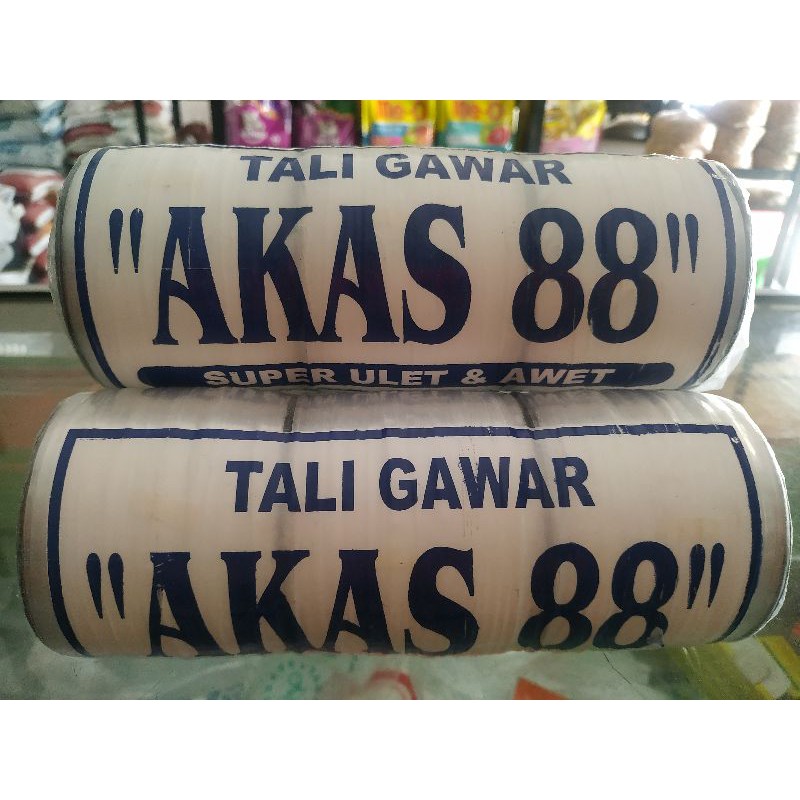 TALI GAWAR
"AKAS 88"
SUPER ULET & AWET
TALI GAWAR
"AKAS 88"